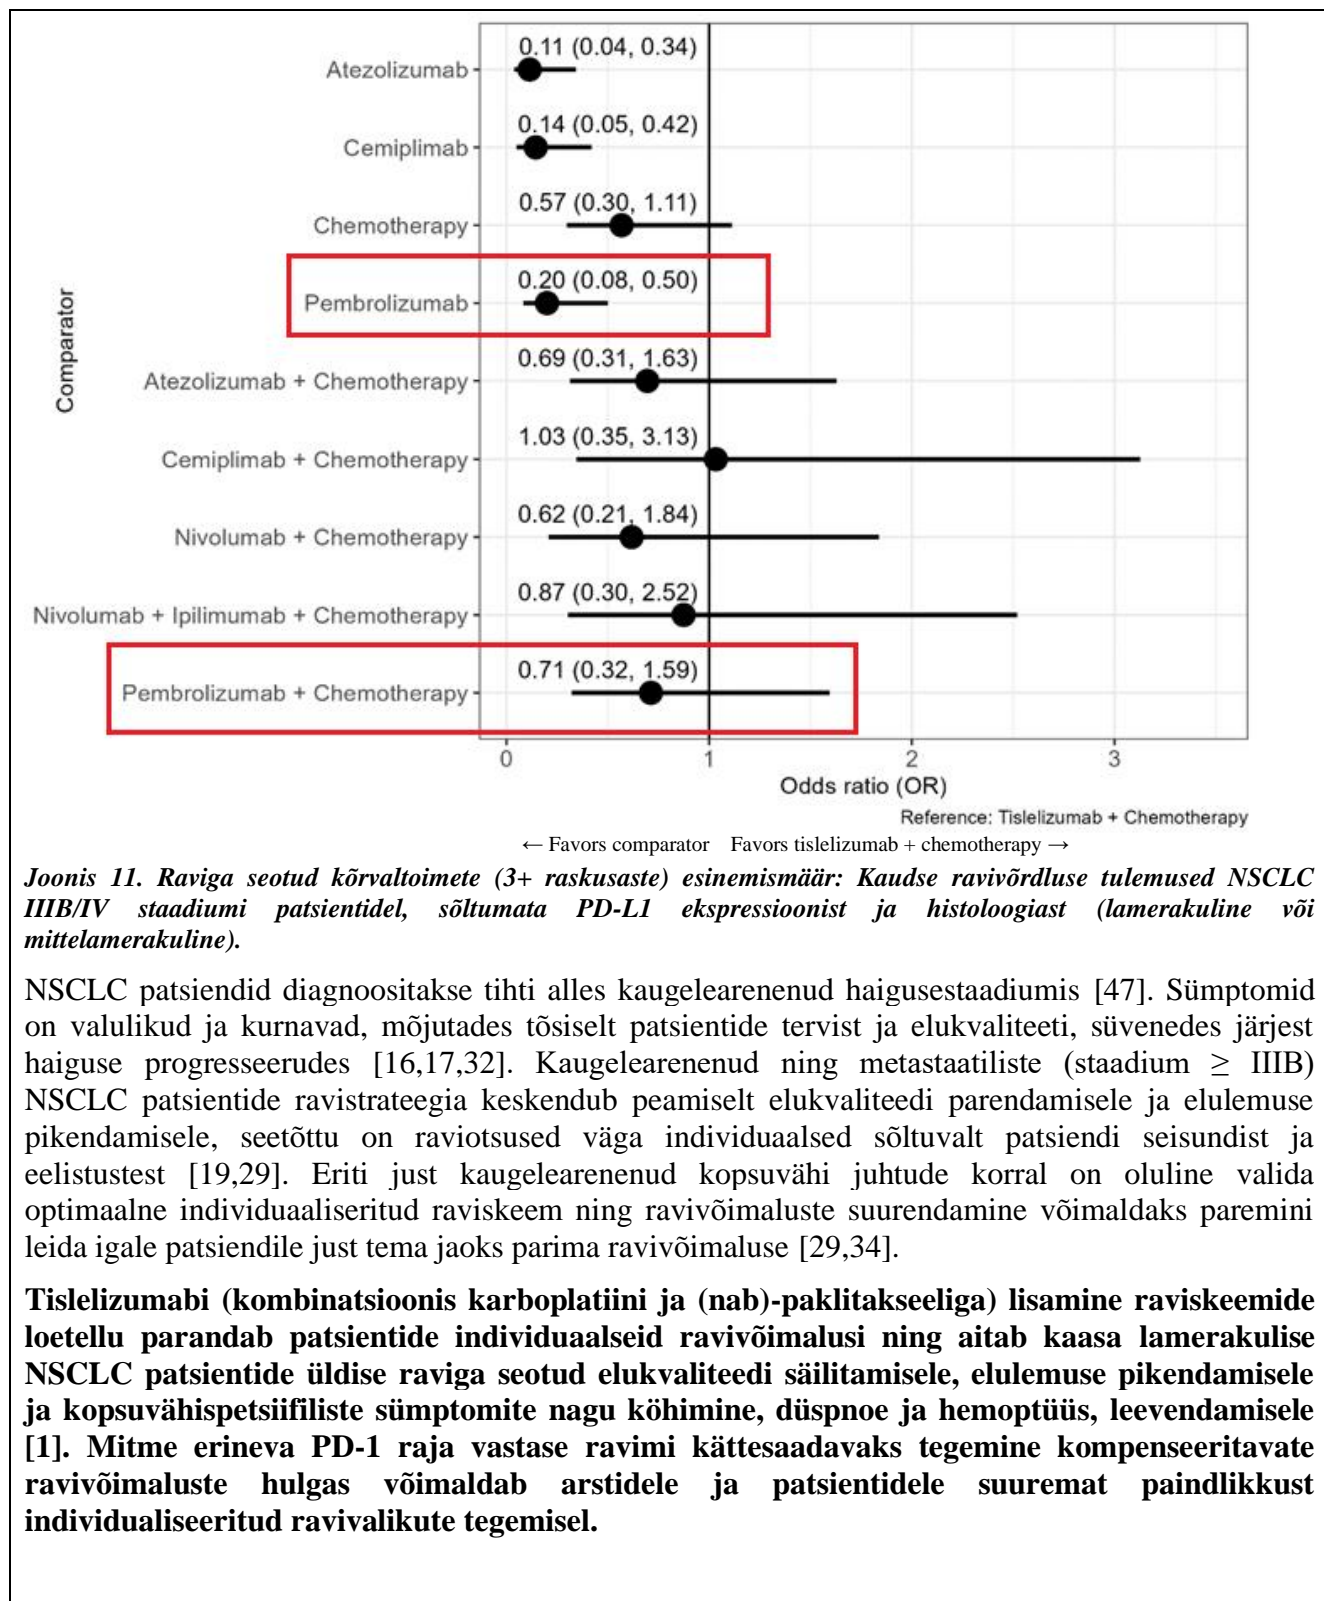 0.11 (0.04, 0.34)
Atezolizumab
0.14 (0.05, 0.42)
Cemiplimab
0.57 (0.30, 1.11)
Chemotherapy
0.20 (0.08, 0.50)
Pembrolizumab
0.69 (0.31, 1.63)
Atezolizumab + Chemotherapy
1.03 (0.35, 3.13)
Cemiplimab + Chemotherapy
0.62 (0.21, 1.84)
Nivolumab + Chemotherapy
0.87 (0.30, 2.52)
Nivolumab + Ipilimumab + Chemotherapy
0.71 (0.32, 1.59)
Pembrolizumab + Chemotherapy
Comparator
0 1 2 3
Odds ratio (OR)
Reference: Tislelizumab + Chemotherapy
← Favors comparator Favors tislelizumab + chemotherapy →
Joonis 11. Raviga seotud kõrvaltoimete (3+ raskusaste) esinemismäär: Kaudse ravivõrdluse tulemused NSCLC
IIIB/IV staadiumi patsientidel, sõltumata PD-L1 ekspressioonist ja histoloogiast (lamerakuline või
mittelamerakuline).
NSCLC patsiendid diagnoositakse tihti alles kaugelearenenud haigusestaadiumis [47]. Sümptomid
on valulikud ja kurnavad, mõjutades tõsiselt patsientide tervist ja elukvaliteeti, süvenedes järjest
haiguse progresseerudes [16,17,32]. Kaugelearenenud ning metastaatiliste (staadium ≥ IIIB)
NSCLC patsientide ravistrateegia keskendub peamiselt elukvaliteedi parendamisele ja elulemuse
pikendamisele, seetõttu on raviotsused väga individuaalsed sõltuvalt patsiendi seisundist ja
eelistustest [19,29]. Eriti just kaugelearenenud kopsuvähi juhtude korral on oluline valida
optimaalne individuaaliseritud raviskeem ning ravivõimaluste suurendamine võimaldaks paremini
leida igale patsiendile just tema jaoks parima ravivõimaluse [29,34].
Tislelizumabi (kombinatsioonis karboplatiini ja (nab)-paklitakseeliga) lisamine raviskeemide
loetellu parandab patsientide individuaalseid ravivõimalusi ning aitab kaasa lamerakulise
NSCLC patsientide üldise raviga seotud elukvaliteedi säilitamisele, elulemuse pikendamisele
ja kopsuvähispetsiifiliste sümptomite nagu köhimine, düspnoe ja hemoptüüs, leevendamisele
[1]. Mitme erineva PD-1 raja vastase ravimi kättesaadavaks tegemine kompenseeritavate
ravivõimaluste hulgas võimaldab arstidele ja patsientidele suuremat paindlikkust
individualiseeritud ravivalikute tegemisel.